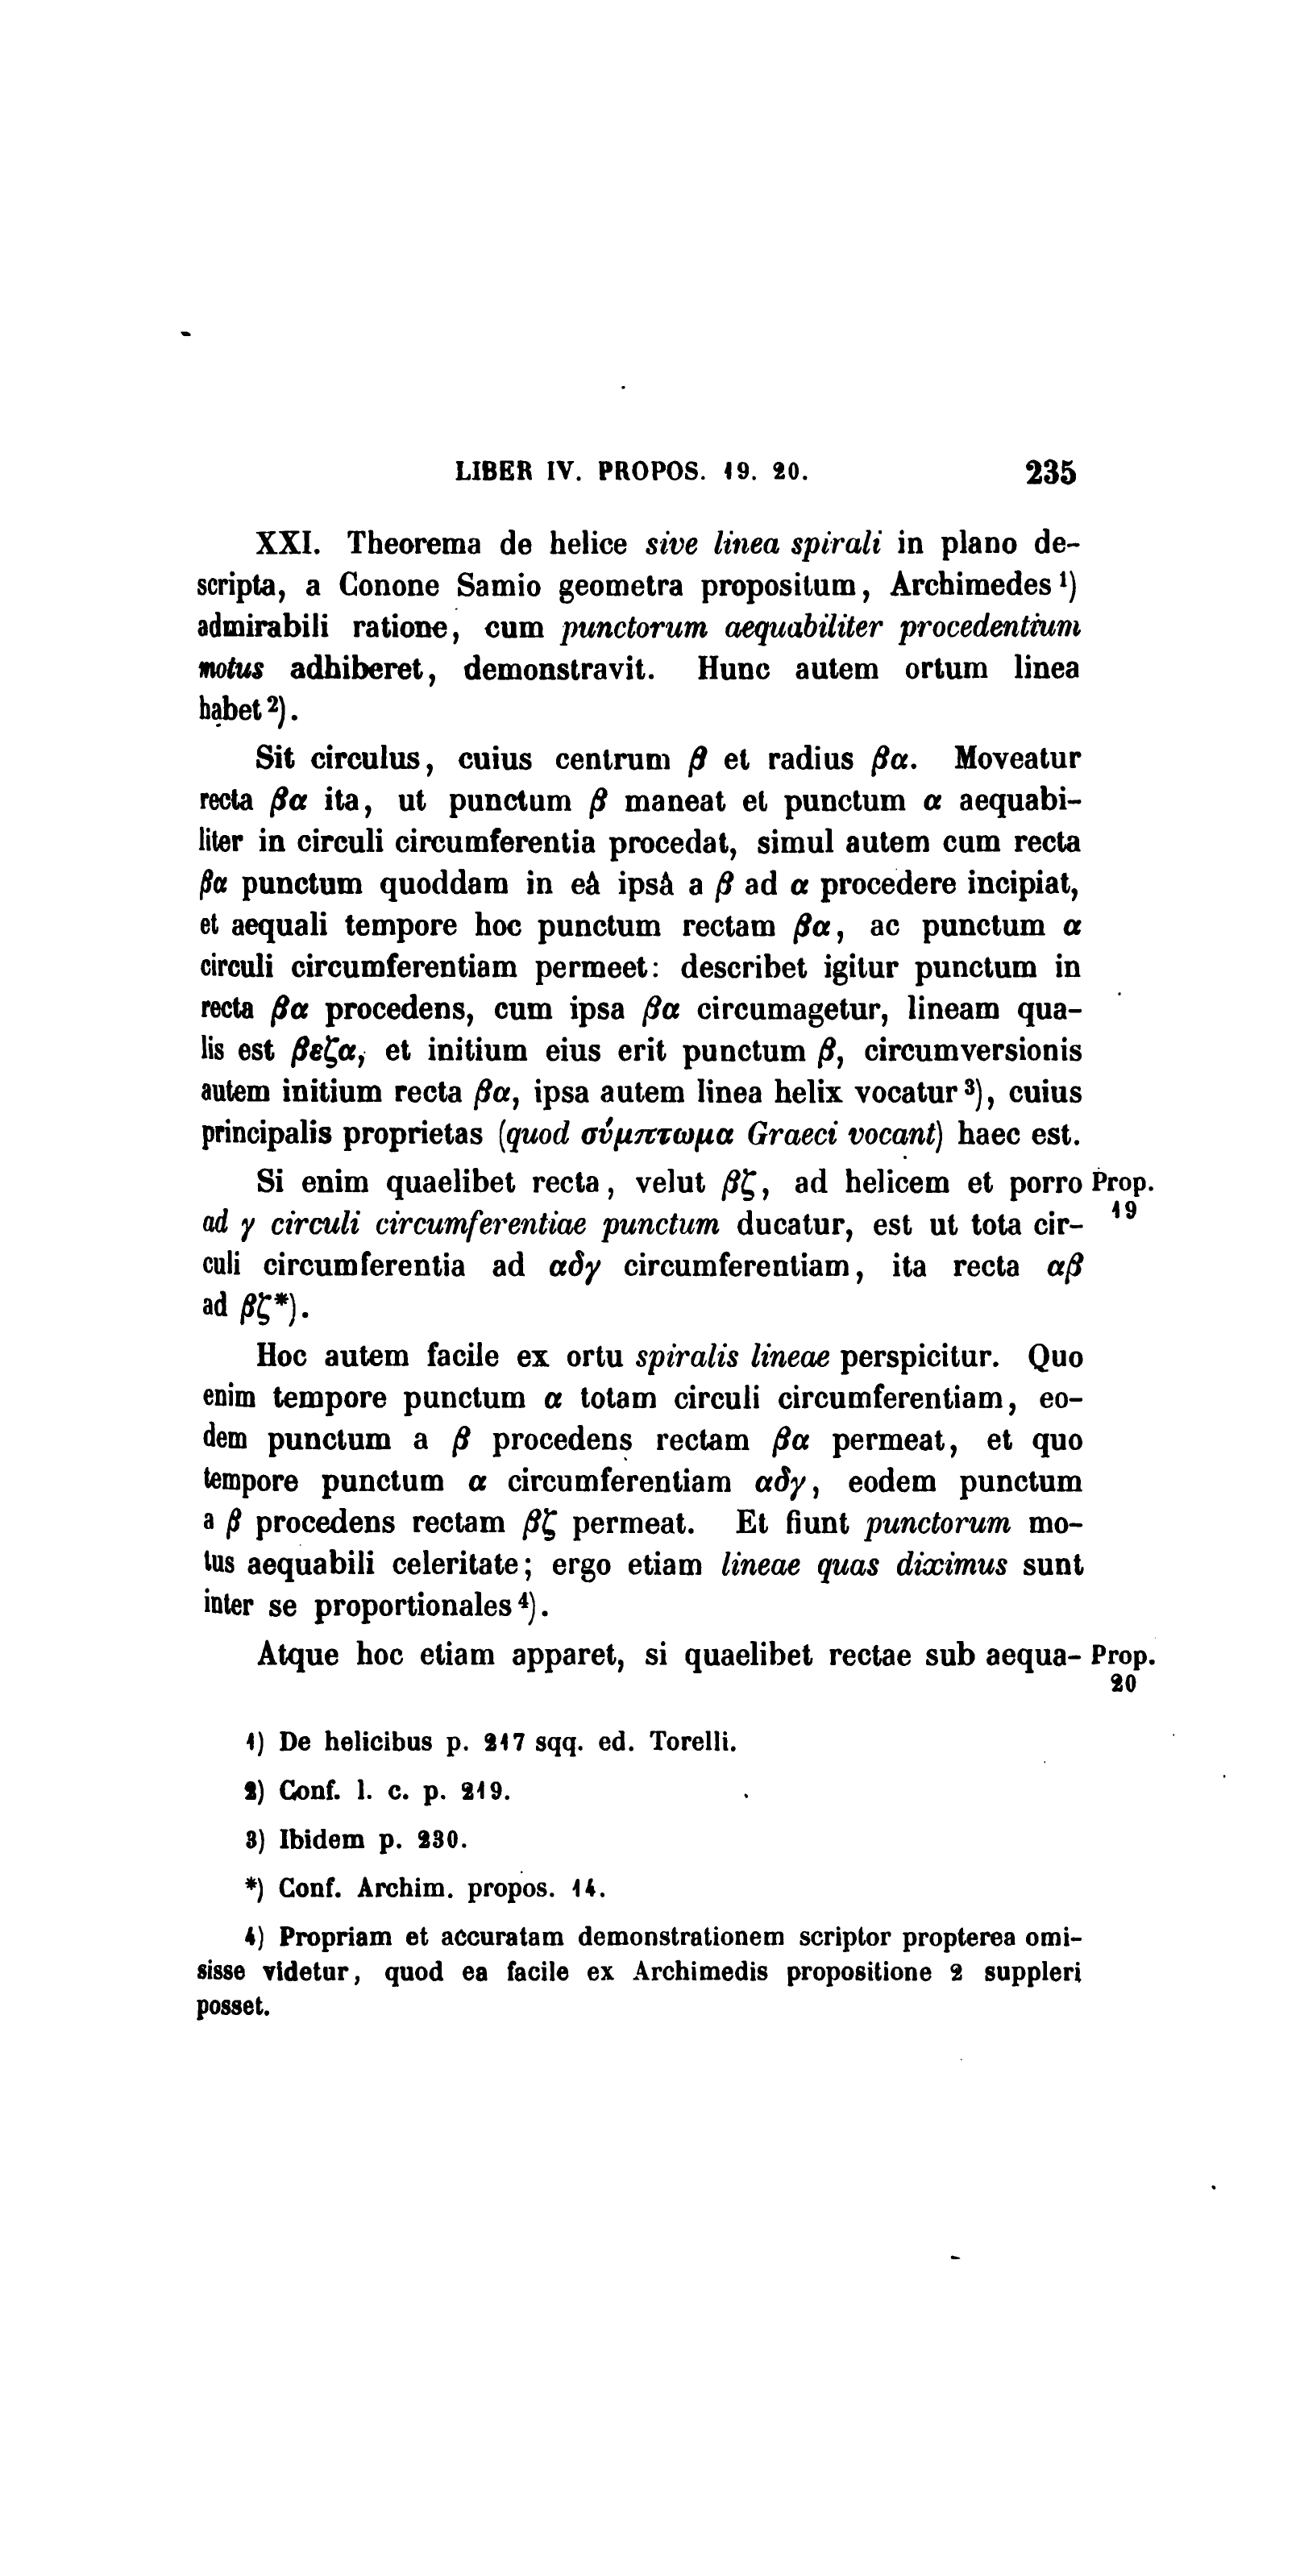 LIBER IV. PROPOS. 19. 20. 235
XXI. Theorema de helice sive linea spirali in plano de-
scripta, a Conone Samio geometra propositum, Archimedes ¹)
admirabili ratione, cum punctorum aequabiliter procedentium
motus adhiberet, demonstravit. Hunc autem ortum linea
habet ²).
Sit circulus, cuius centrum β et radius βα. Moveatur
recta βα ita, ut punctum β maneat et punctum α aequabi-
liter in circuli circumferentia procedat, simul autem cum recta
βα punctum quoddam in eâ ipsâ a β ad α procedere incipiat,
et aequali tempore hoc punctum rectam βα, ac punctum α
circuli circumferentiam permeet: describet igitur punctum in
recta βα procedens, cum ipsa βα circumagetur, lineam qua-
lis est βεζα, et initium eius erit punctum β, circumversionis
autem initium recta βα, ipsa autem linea helix vocatur ³), cuius
principalis proprietas (quod σύμπτωμα Graeci vocant) haec est.
Si enim quaelibet recta, velut βζ, ad helicem et porro Prop.
ad γ circuli circumferentiae punctum ducatur, est ut tota cir- 19
culi circumferentia ad αδγ circumferentiam, ita recta αβ
ad βζ*).
Hoc autem facile ex ortu spiralis lineae perspicitur. Quo
enim tempore punctum α totam circuli circumferentiam, eo-
dem punctum a β procedens rectam βα permeat, et quo
tempore punctum α circumferentiam αδγ, eodem punctum
a β procedens rectam βζ permeat. Et fiunt punctorum mo-
tus aequabili celeritate; ergo etiam lineae quas diximus sunt
inter se proportionales ⁴).
Atque hoc etiam apparet, si quaelibet rectae sub aequa- Prop.
20
1) De helicibus p. 217 sqq. ed. Torelli.
2) Conf. l. c. p. 219.
3) Ibidem p. 230.
*) Conf. Archim. propos. 14.
4) Propriam et accuratam demonstrationem scriptor propterea omi-
sisse videtur, quod ea facile ex Archimedis propositione 2 suppleri
posset.